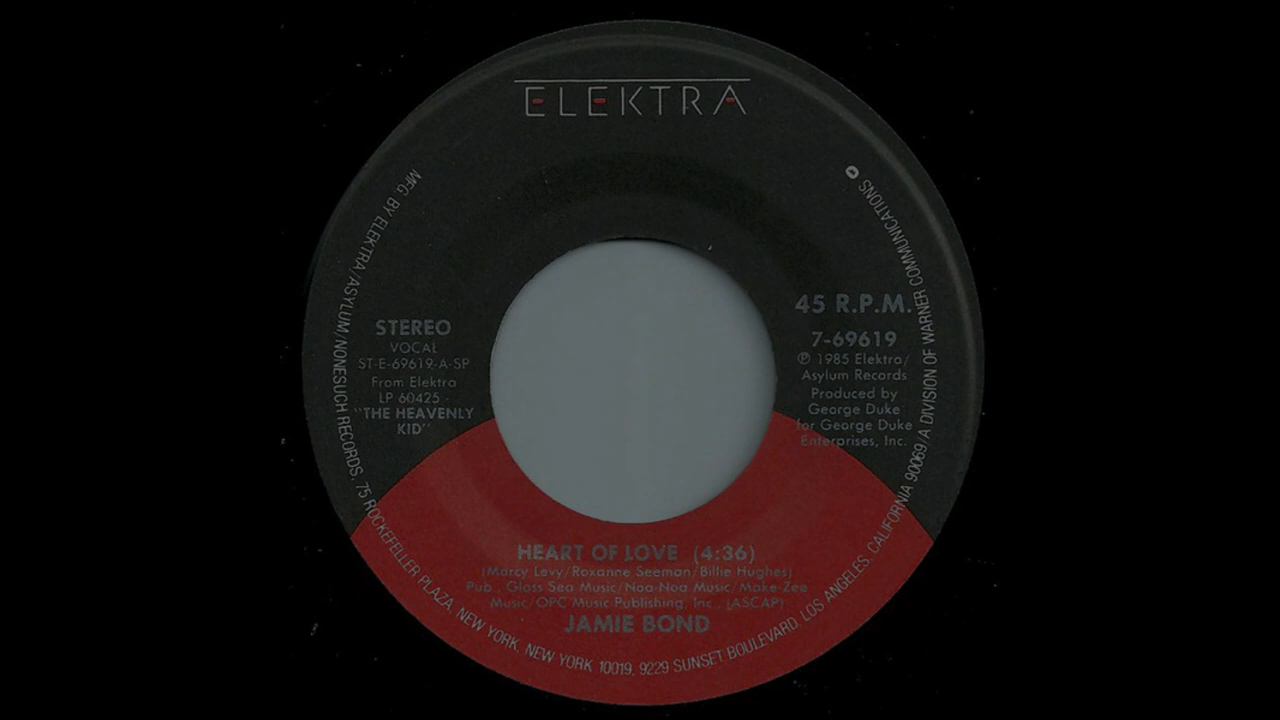 ELEKTRA
MFG. BY ELEKTRA/ASYLUM/NONESUCH RECORDS, 75 ROCKEFELLER PLAZA, NEW YORK, NEW YORK 10019, 9229 SUNSET BOULEVARD, LOS ANGELES, CALIFORNIA 90069/A DIVISION OF WARNER COMMUNICATIONS
STEREO
VOCAL
ST-E-69619-A-SP
From Elektra
LP 60425 -
"THE HEAVENLY
KID"
45 R.P.M.
7-69619
℗ 1985 Elektra/
Asylum Records
Produced by
George Duke
for George Duke
Enterprises, Inc.
HEART OF LOVE (4:36)
(Marcy Levy/Roxanne Seeman/Billie Hughes)
Pub., Glass Sea Music/Noa Noa Music/Make-Zee
Music/OPC Music Publishing, Inc., (ASCAP)
JAMIE BOND